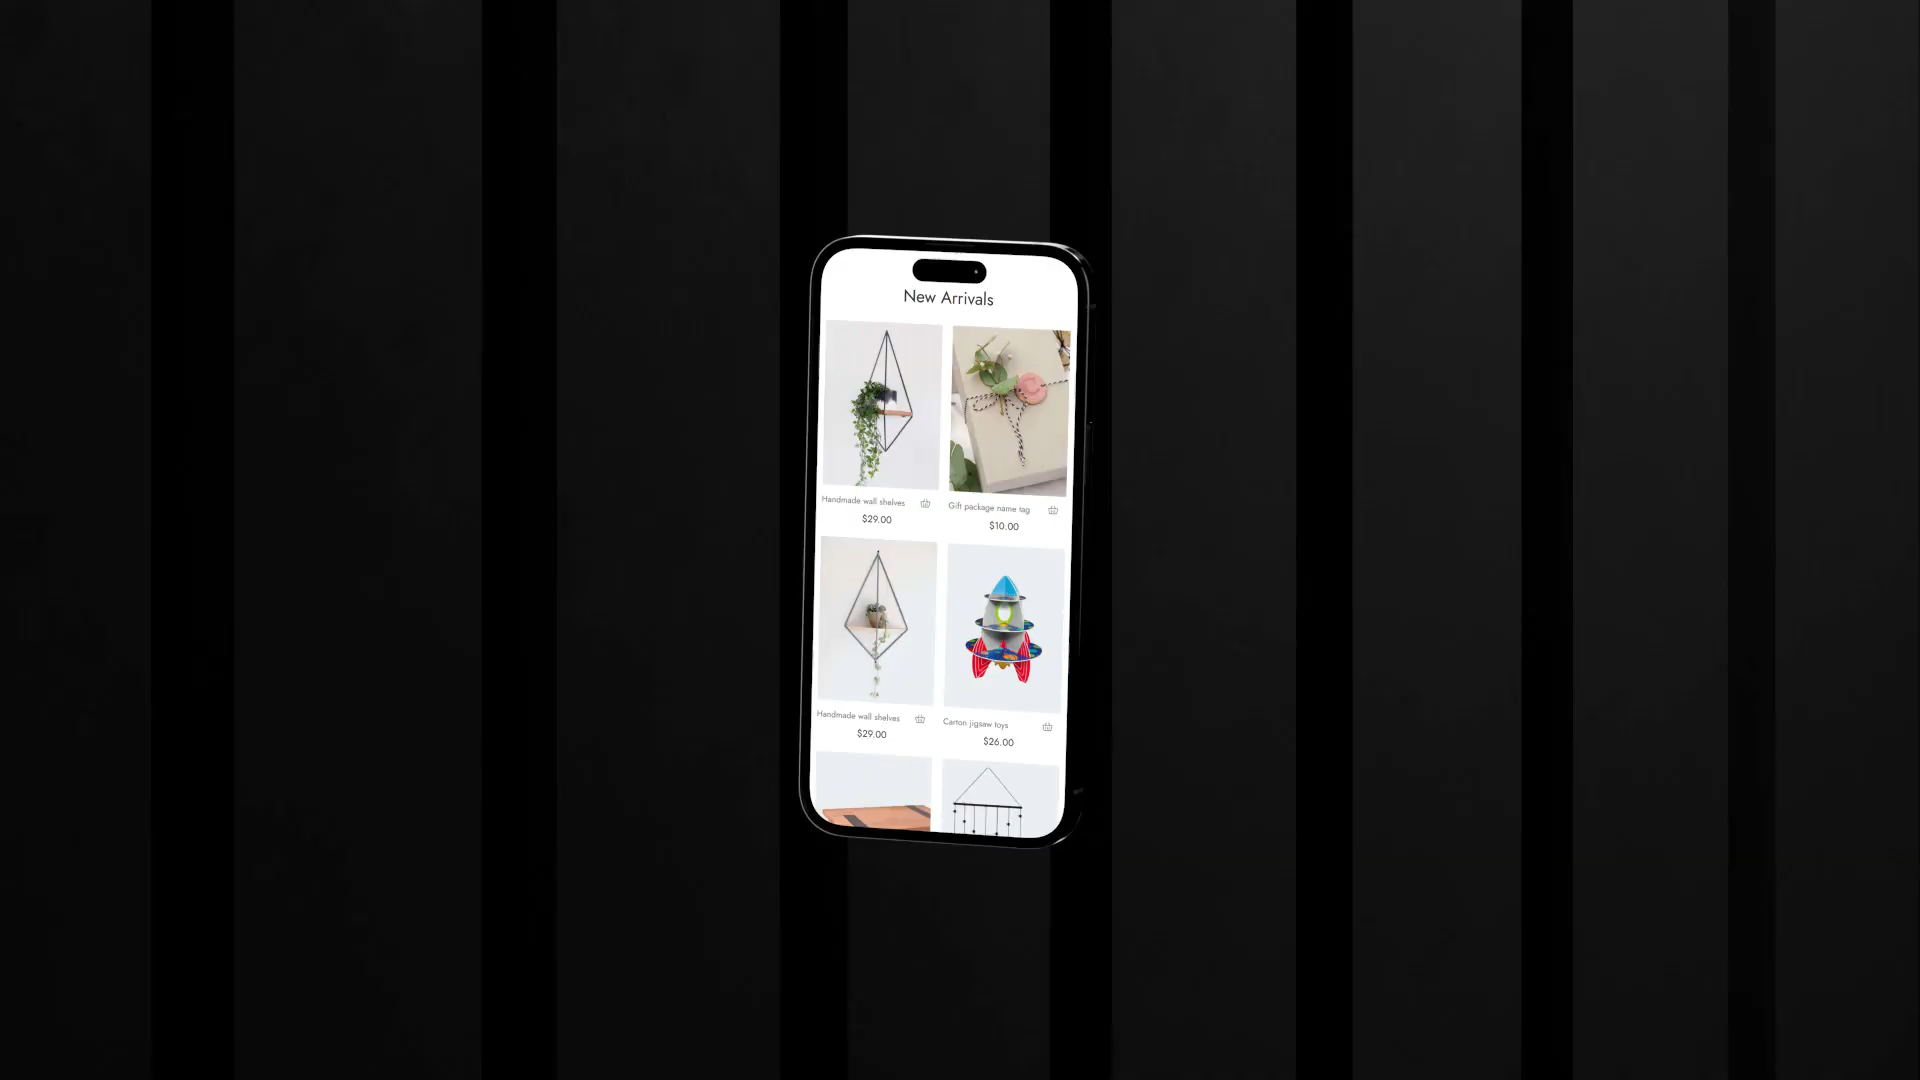 New Arrivals
Handmade wall shelves
$29.00
Gift package name tag
$10.00
Handmade wall shelves
$29.00
Carton jigsaw toys
$26.00